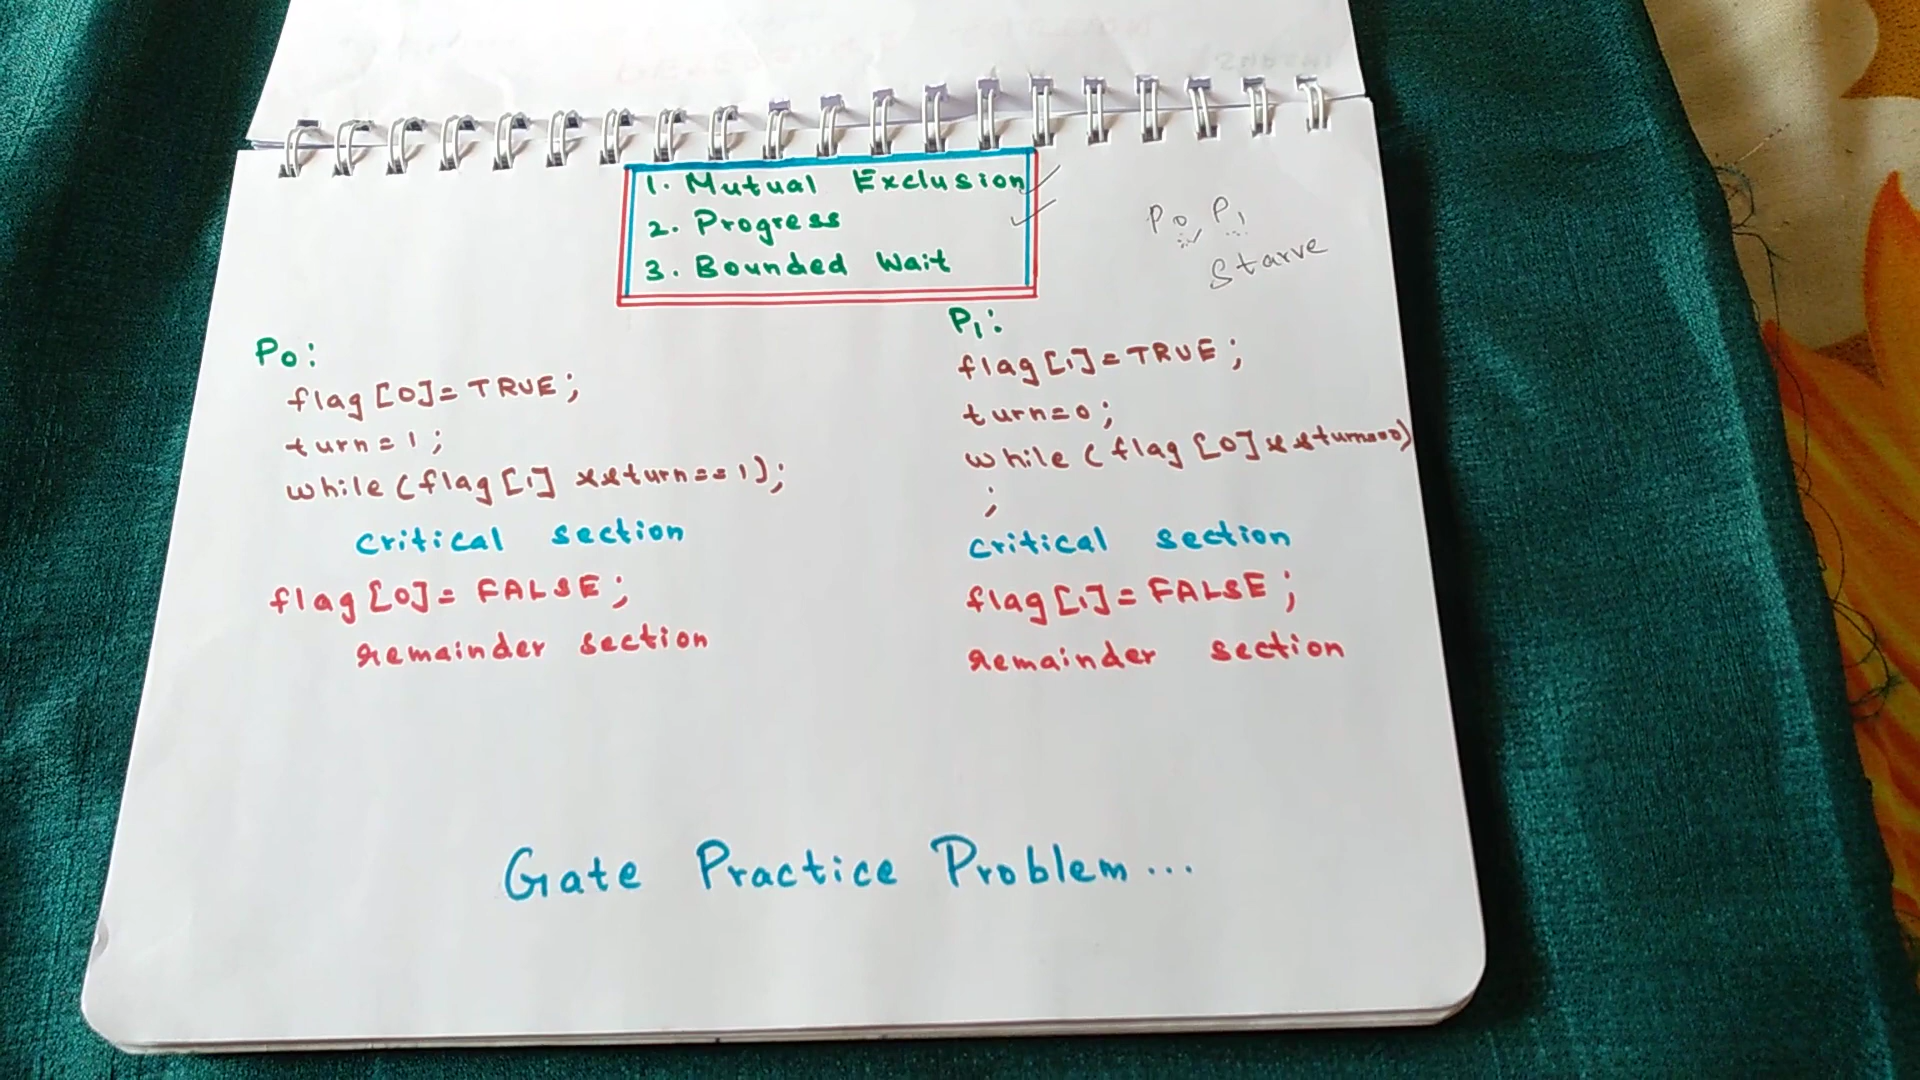 1. Mutual Exclusion
2. Progress
3. Bounded Wait
P0 P1
Starve
P0:
flag [0]= TRUE;
turn = 1;
while (flag [1] &&turn == 1);
critical section
flag [0]= FALSE;
remainder section
P1:
flag [1] = TRUE;
turn=0;
while (flag [0] &&turn==0)
;
critical section
flag [1] = FALSE;
remainder section
Gate Practice Problem...